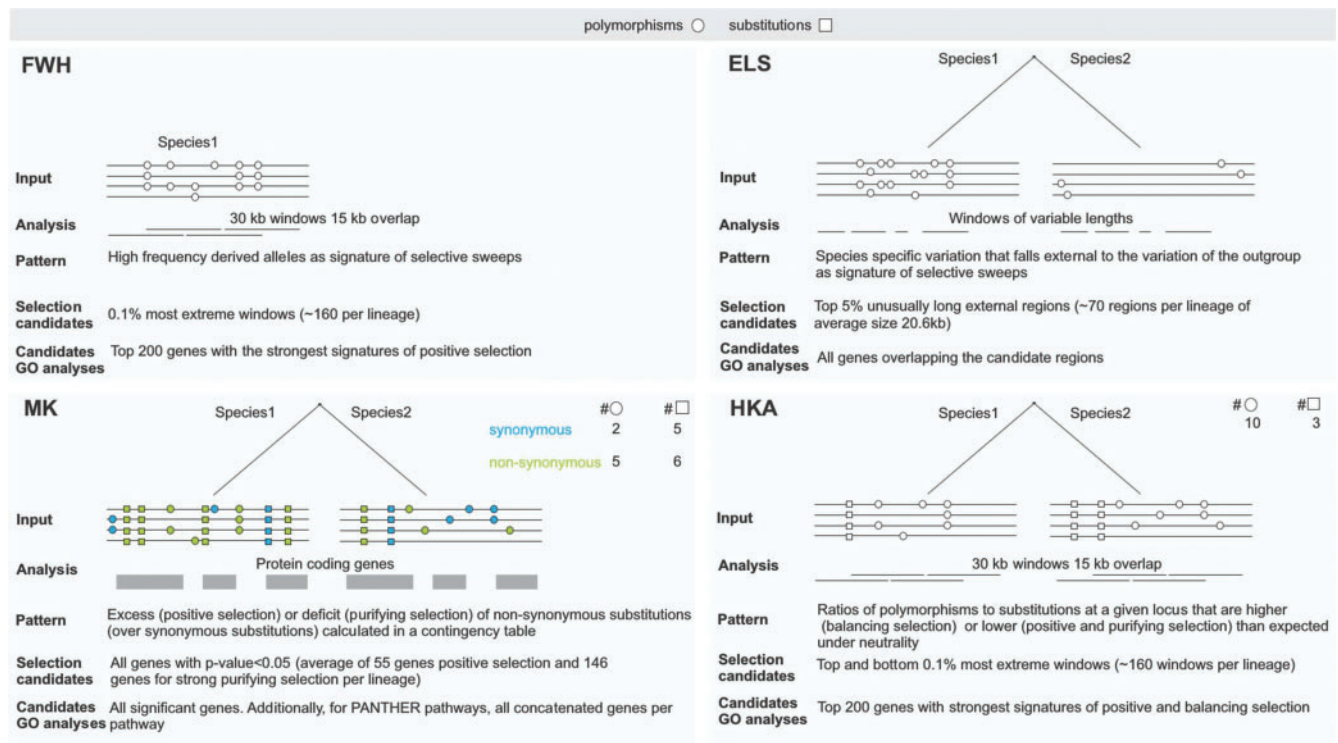 polymorphisms substitutions
FWH
Species1
Input
Analysis 30 kb windows 15 kb overlap
Pattern High frequency derived alleles as signature of selective sweeps
Selection
candidates 0.1% most extreme windows (~160 per lineage)
Candidates Top 200 genes with the strongest signatures of positive selection
GO analyses
ELS
Species1 Species2
Input
Analysis Windows of variable lengths
Pattern Species specific variation that falls external to the variation of the outgroup
as signature of selective sweeps
Selection Top 5% unusually long external regions (~70 regions per lineage of
candidates average size 20.6kb)
Candidates All genes overlapping the candidate regions
GO analyses
MK
Species1 Species2
# #
synonymous 2 5
non-synonymous 5 6
Input
Analysis Protein coding genes
Pattern Excess (positive selection) or deficit (purifying selection) of non-synonymous substitutions
(over synonymous substitutions) calculated in a contingency table
Selection All genes with p-value<0.05 (average of 55 genes positive selection and 146
candidates genes for strong purifying selection per lineage)
Candidates All significant genes. Additionally, for PANTHER pathways, all concatenated genes per
GO analyses pathway
HKA
Species1 Species2
# #
10 3
Input
Analysis 30 kb windows 15 kb overlap
Pattern Ratios of polymorphisms to substitutions at a given locus that are higher
(balancing selection) or lower (positive and purifying selection) than expected
under neutrality
Selection Top and bottom 0.1% most extreme windows (~160 windows per lineage)
candidates
Candidates Top 200 genes with strongest signatures of positive and balancing selection
GO analyses